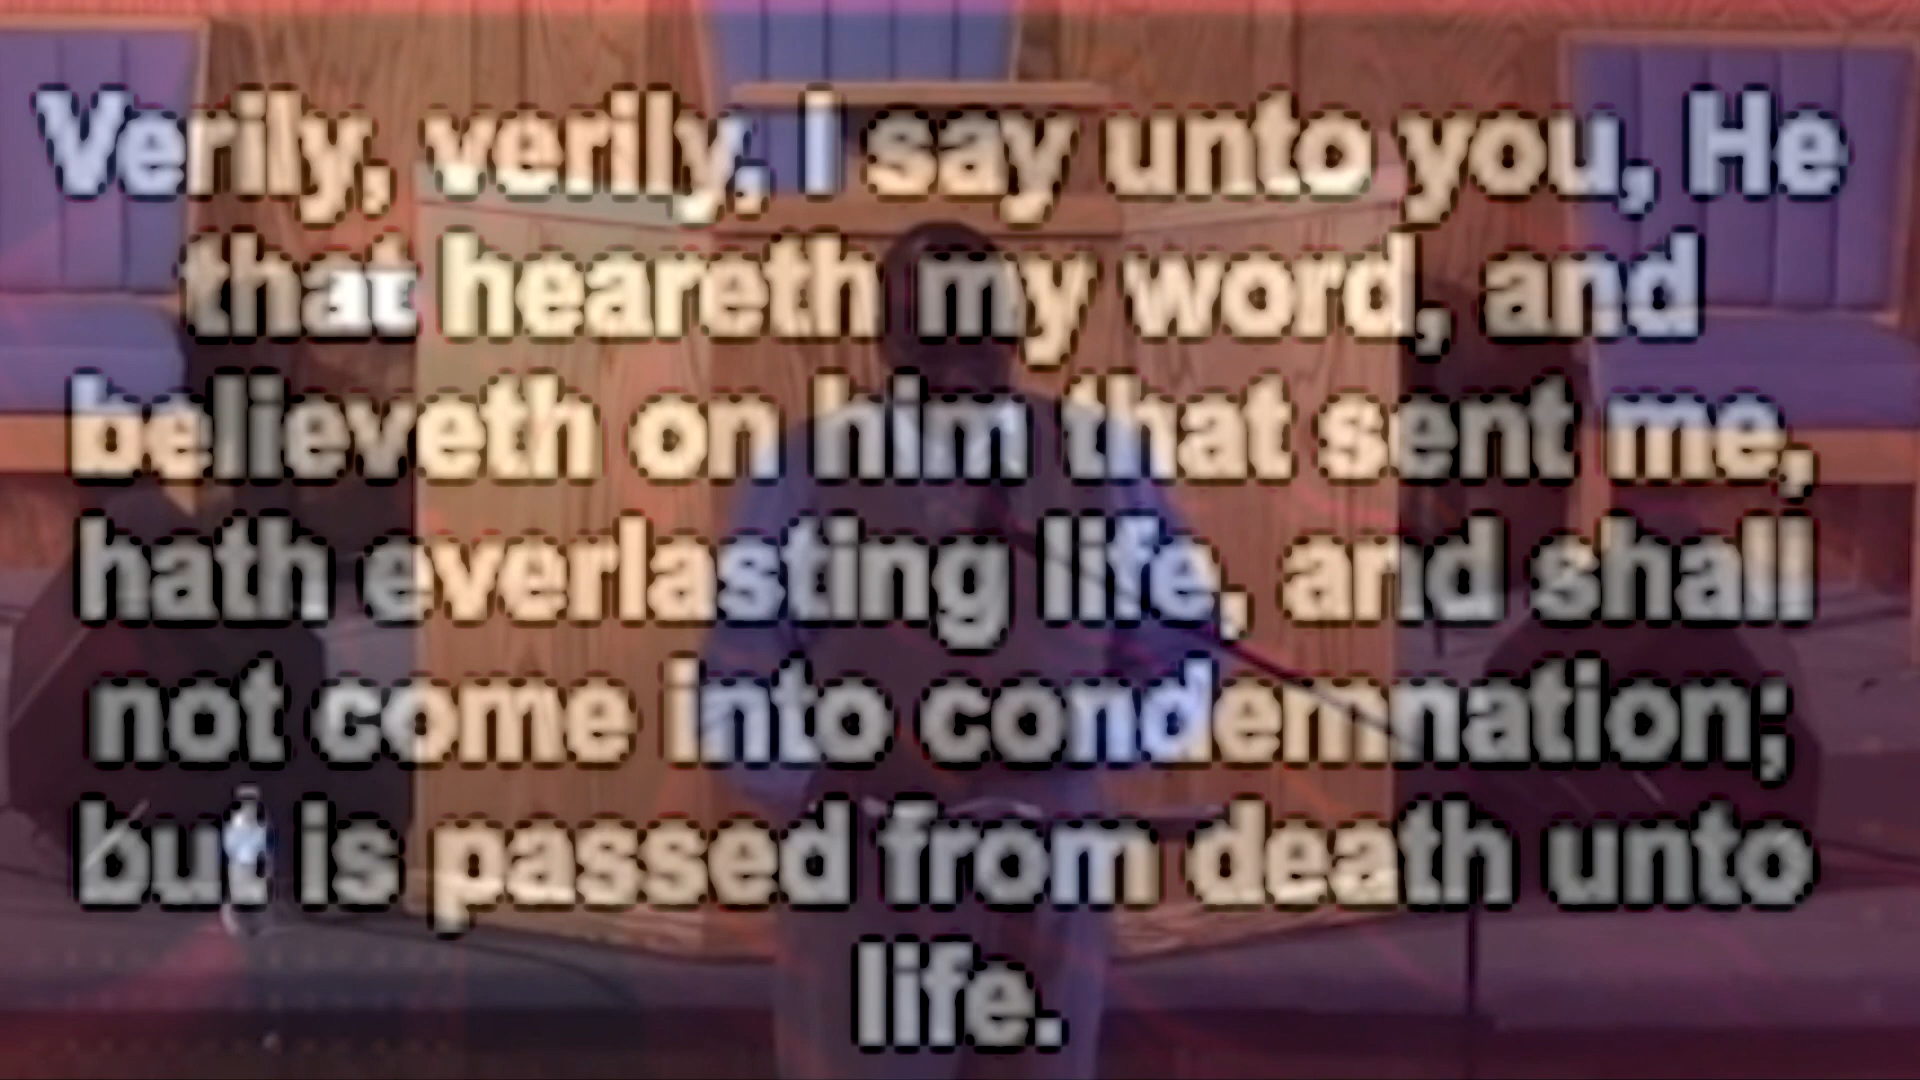 Verily, verily, I say unto you, He
that heareth my word, and
believeth on him that sent me,
hath everlasting life, and shall
not come into condemnation;
but is passed from death unto
life.